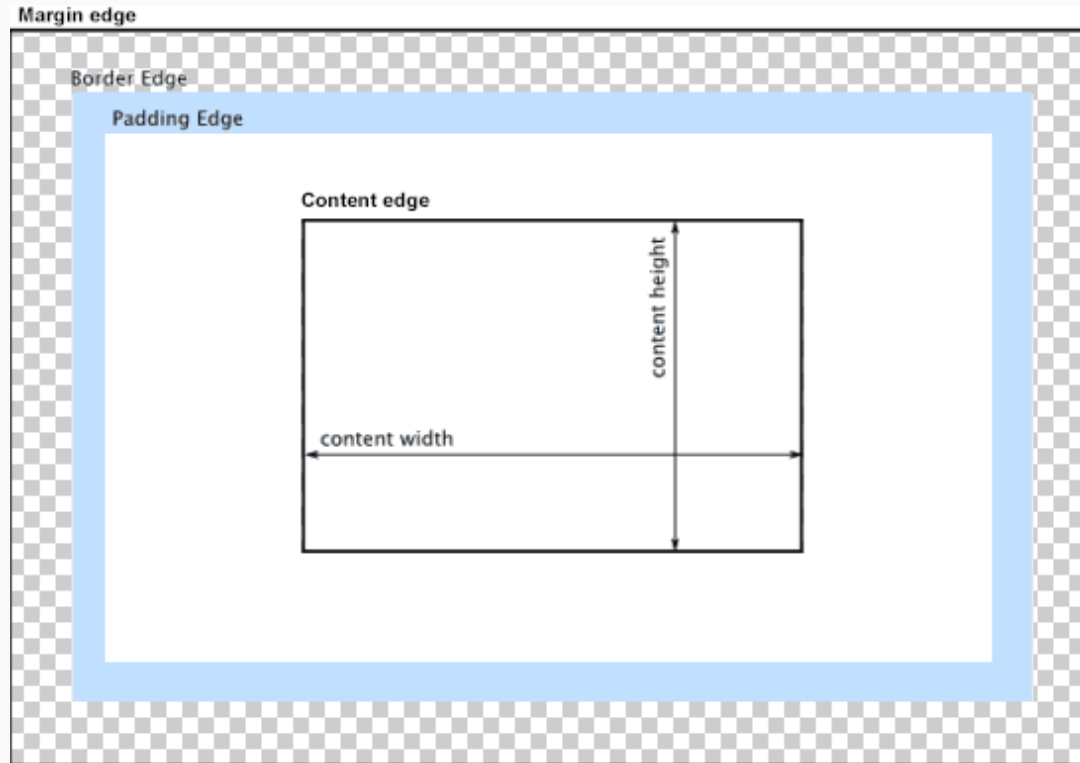 Margin edge
Border Edge
Padding Edge
Content edge
content height
content width